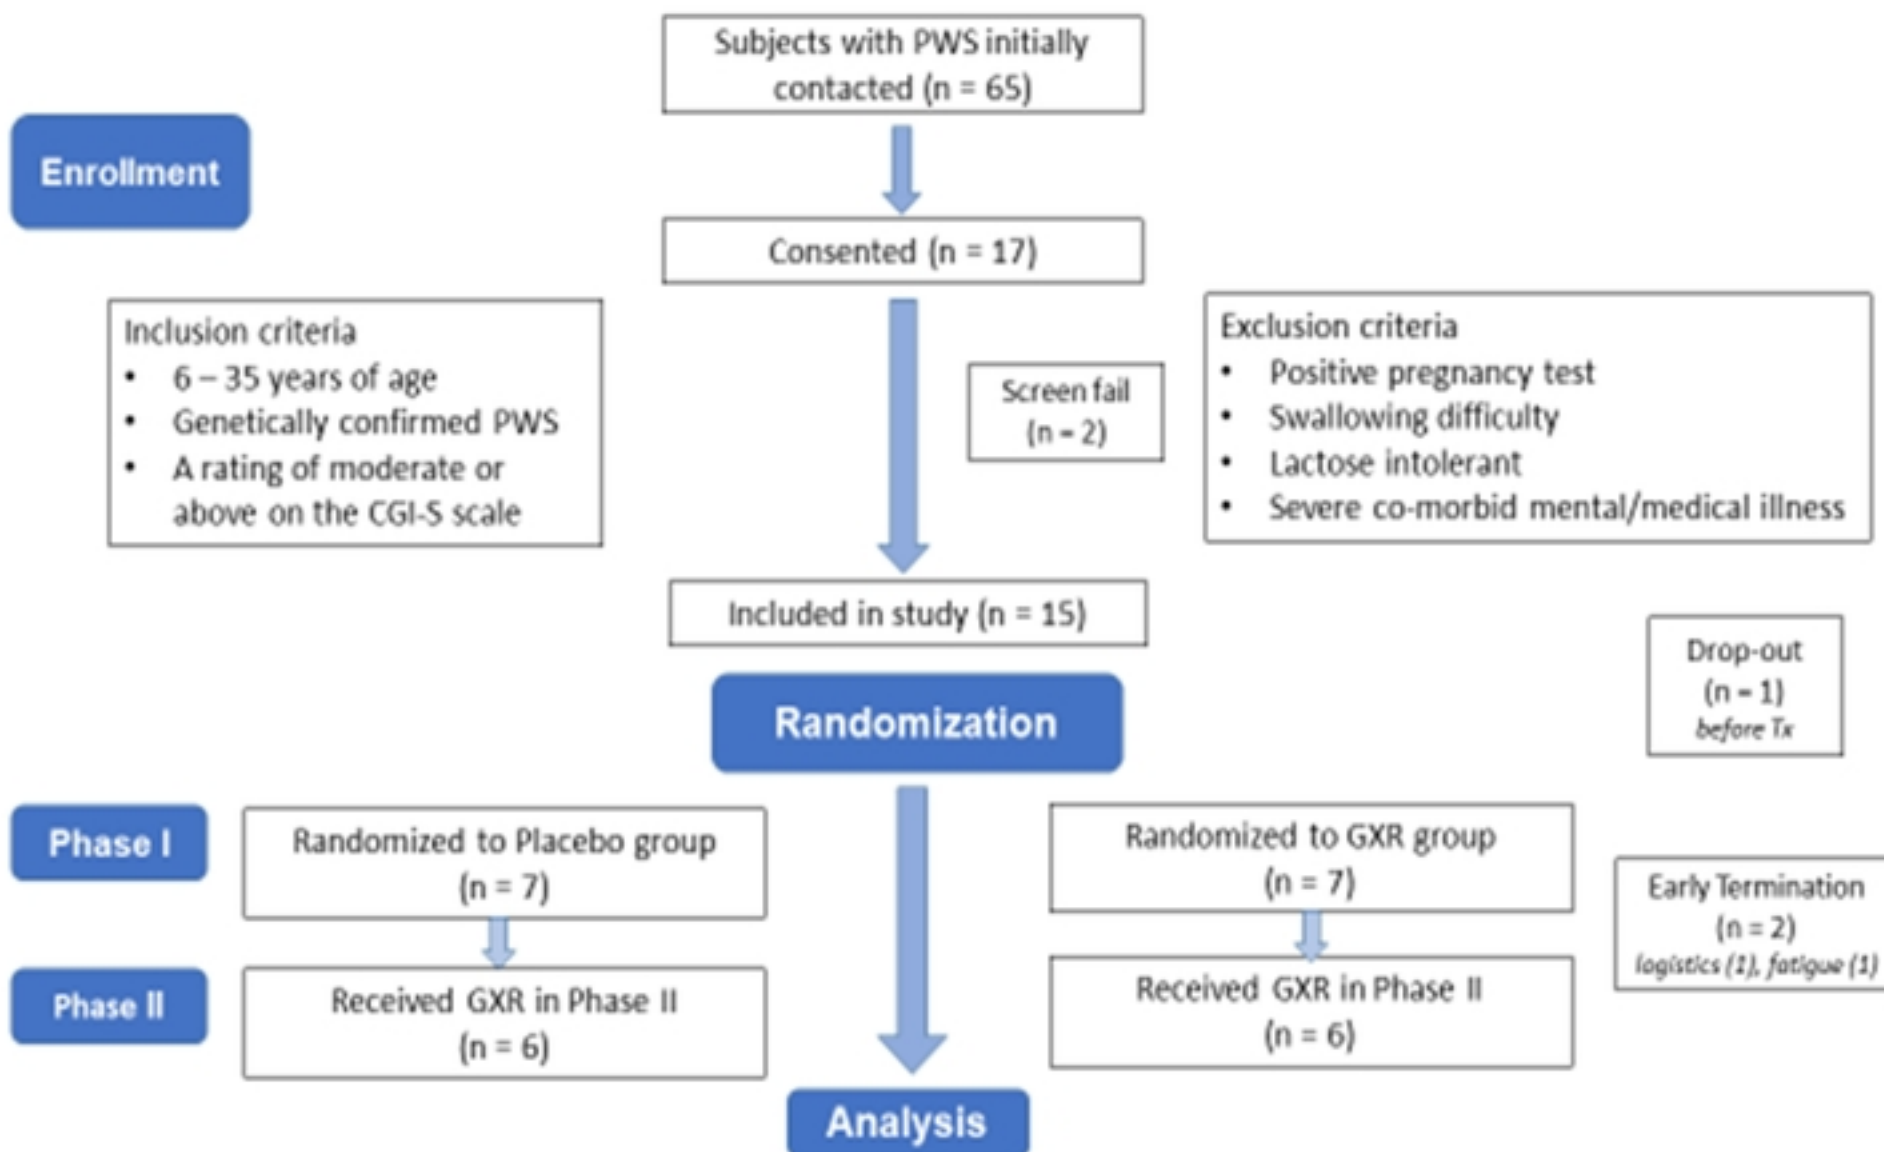 Subjects with PWS initially
contacted (n = 65)
Enrollment
Consented (n = 17)
Inclusion criteria
• 6 – 35 years of age
• Genetically confirmed PWS
• A rating of moderate or
above on the CGI-S scale
Screen fail
(n = 2)
Exclusion criteria
• Positive pregnancy test
• Swallowing difficulty
• Lactose intolerant
• Severe co-morbid mental/medical illness
Included in study (n = 15)
Drop-out
(n = 1)
before Tx
Randomization
Phase I
Randomized to Placebo group
(n = 7)
Randomized to GXR group
(n = 7)
Early Termination
(n = 2)
logistics (1), fatigue (1)
Phase II
Received GXR in Phase II
(n = 6)
Received GXR in Phase II
(n = 6)
Analysis